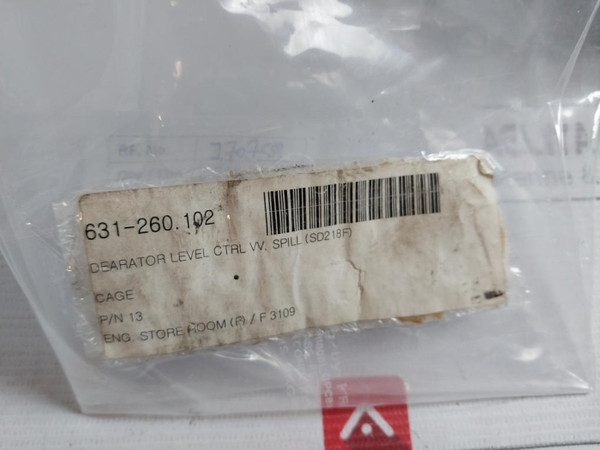 631-260.102
DEARATOR LEVEL CTRL VV. SPILL (SD218F)
CAGE
P/N 13
ENG. STORE ROOM (P) / F 3109